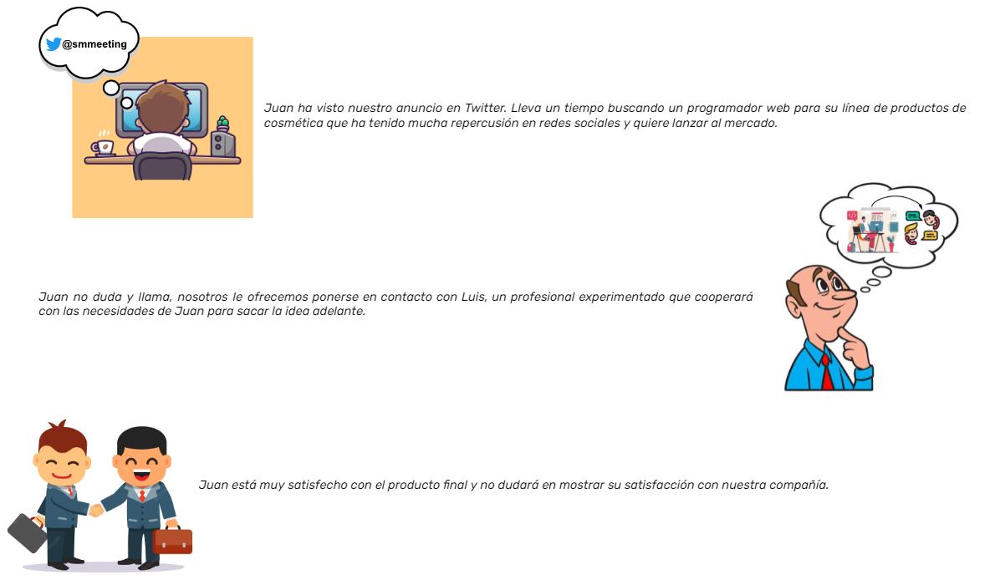 @smmeeting
Juan ha visto nuestro anuncio en Twitter. Lleva un tiempo buscando un programador web para su línea de productos de
cosmética que ha tenido mucha repercusión en redes sociales y quiere lanzar al mercado.
Juan no duda y llama, nosotros le ofrecemos ponerse en contacto con Luis, un profesional experimentado que cooperará
con las necesidades de Juan para sacar la idea adelante.
Juan está muy satisfecho con el producto final y no dudará en mostrar su satisfacción con nuestra compañía.